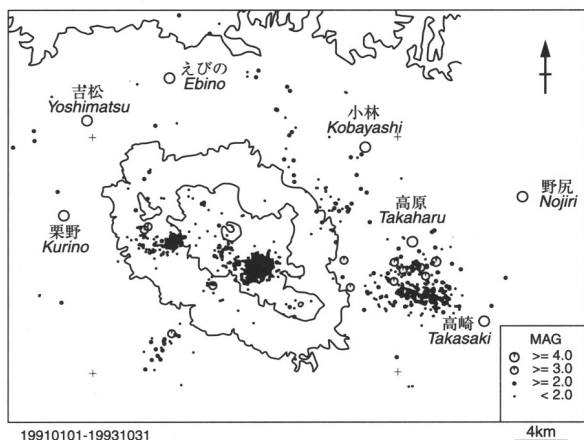 えびの
Ebino
吉松
Yoshimatsu
小林
Kobayashi
野尻
Nojiri
高原
Takaharu
栗野
Kurino
高崎
Takasaki
MAG
>= 4.0
>= 3.0
>= 2.0
< 2.0
19910101-19931031
4km